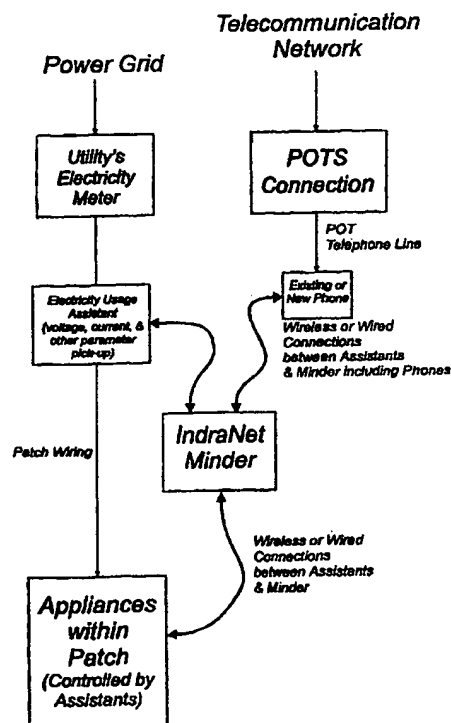 Telecommunication
Network
Power Grid
Utility's
Electricity
Meter
POTS
Connection
POT
Telephone Line
Electricity Usage
Assistant
(voltage, current, &
other parameter
pick-up)
Existing or
New Phone
Wireless or Wired
Connections
between Assistants
& Minder including Phones
IndraNet
Minder
Patch Wiring
Wireless or Wired
Connections
between Assistants
& Minder
Appliances
within
Patch
(Controlled by
Assistants)